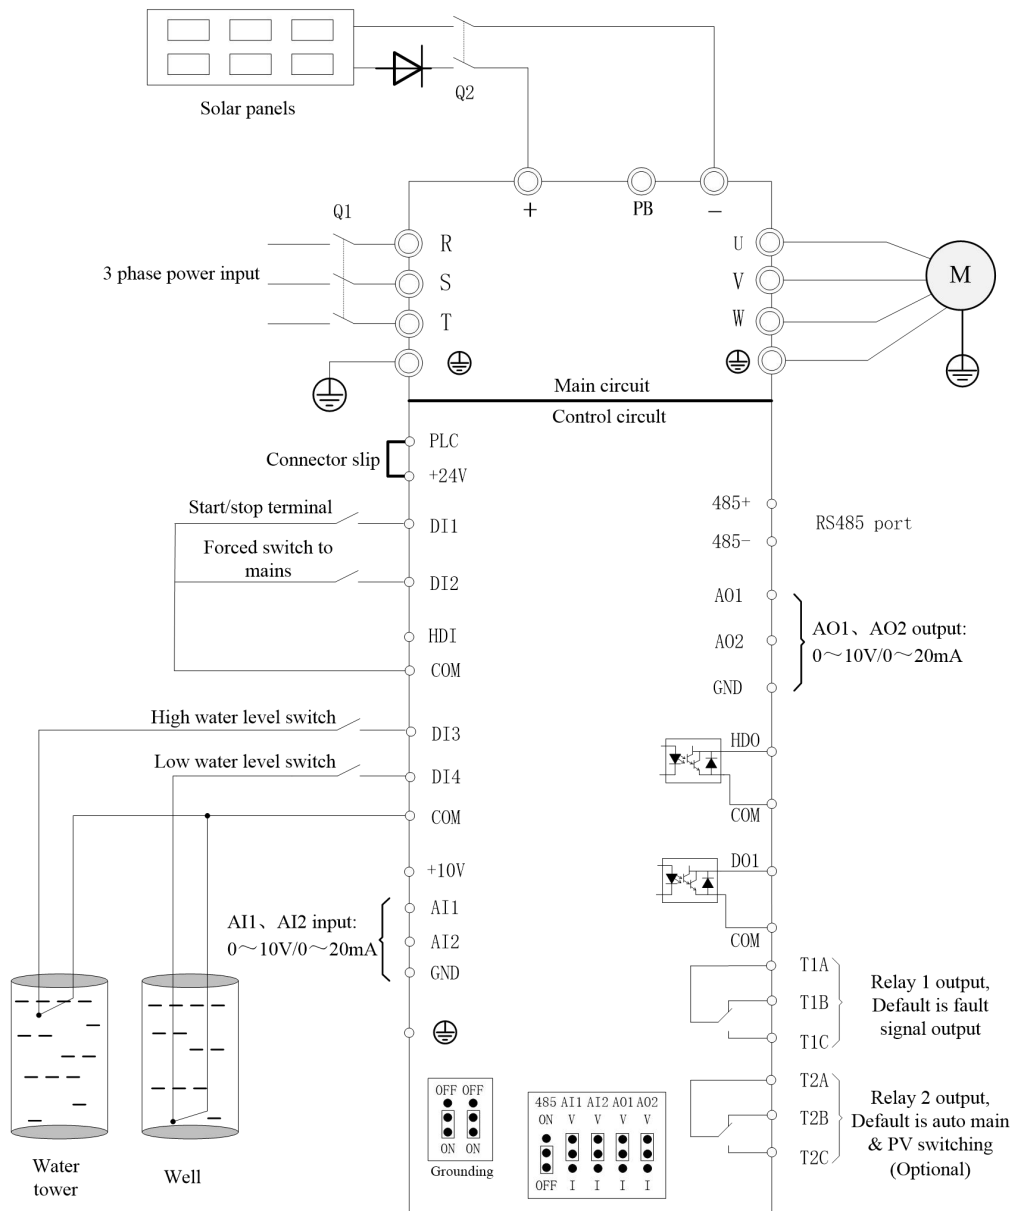 Solar panels
Q2
+
PB
−
Q1
R
S
T
3 phase power input
U
V
W
M
Main circuit
Control circult
PLC
Connector slip
+24V
Start/stop terminal
DI1
Forced switch to
mains
DI2
HDI
COM
High water level switch
DI3
Low water level switch
DI4
COM
+10V
AI1、AI2 input:
0～10V/0～20mA
AI1
AI2
GND
Water
tower
Well
485+
RS485 port
485-
AO1
AO2
GND
AO1、AO2 output:
0～10V/0～20mA
HDO
COM
DO1
COM
T1A
T1B
T1C
Relay 1 output,
Default is fault
signal output
T2A
T2B
T2C
Relay 2 output,
Default is auto main
& PV switching
(Optional)
OFF OFF
ON ON
Grounding
485 AI1 AI2 AO1 AO2
ON V V V V
OFF I I I I